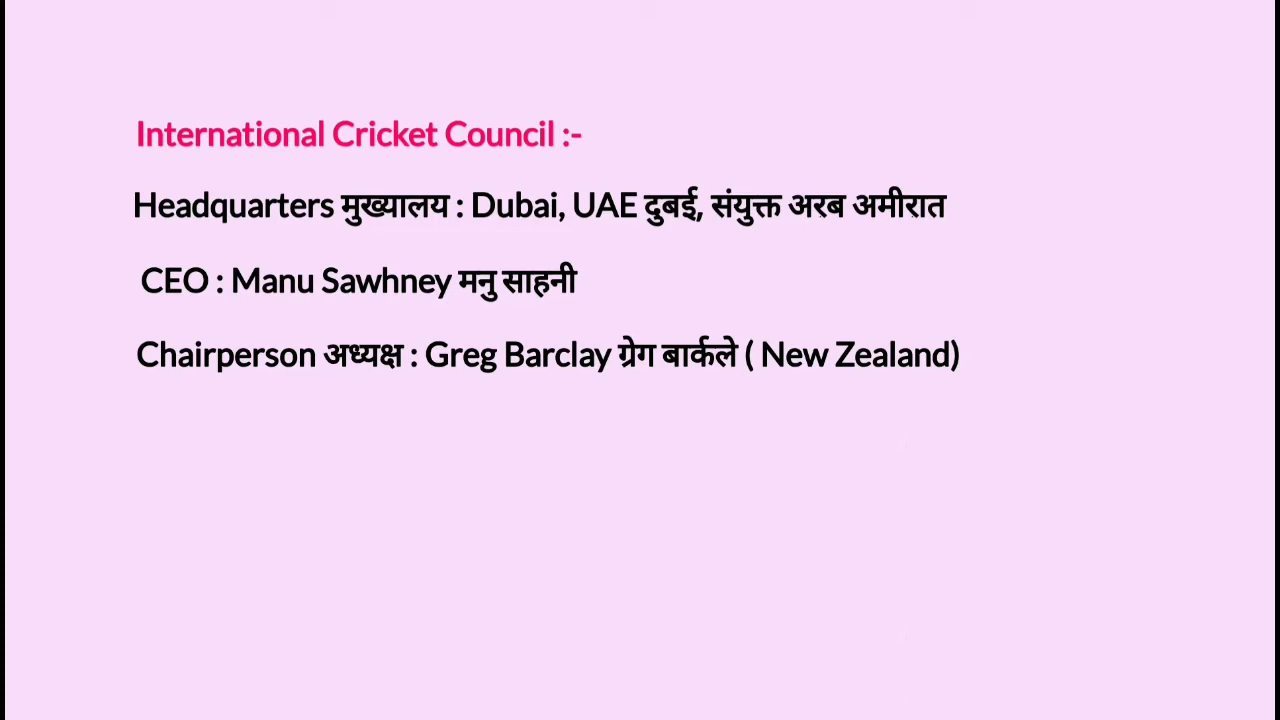 International Cricket Council :-
Headquarters मुख्यालय : Dubai, UAE दुबई, संयुक्त अरब अमीरात
CEO : Manu Sawhney मनु साहनी
Chairperson अध्यक्ष : Greg Barclay ग्रेग बार्कले ( New Zealand)